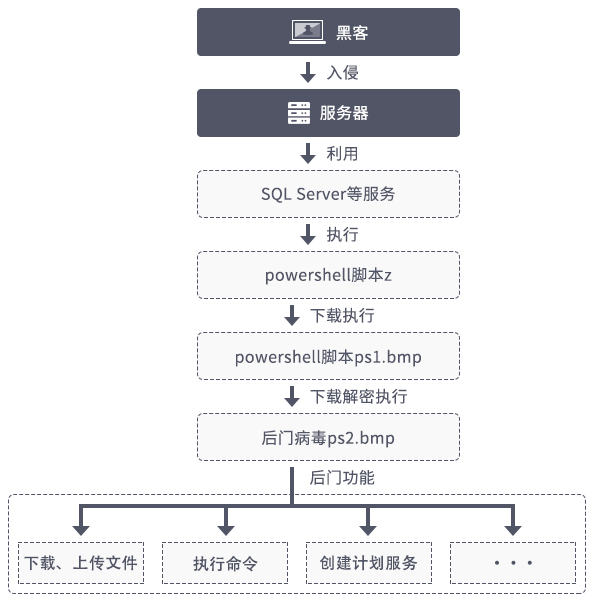 黑客
入侵
服务器
利用
SQL Server等服务
执行
powershell脚本z
下载执行
powershell脚本ps1.bmp
下载解密执行
后门病毒ps2.bmp
后门功能
下载、上传文件
执行命令
创建计划服务
···